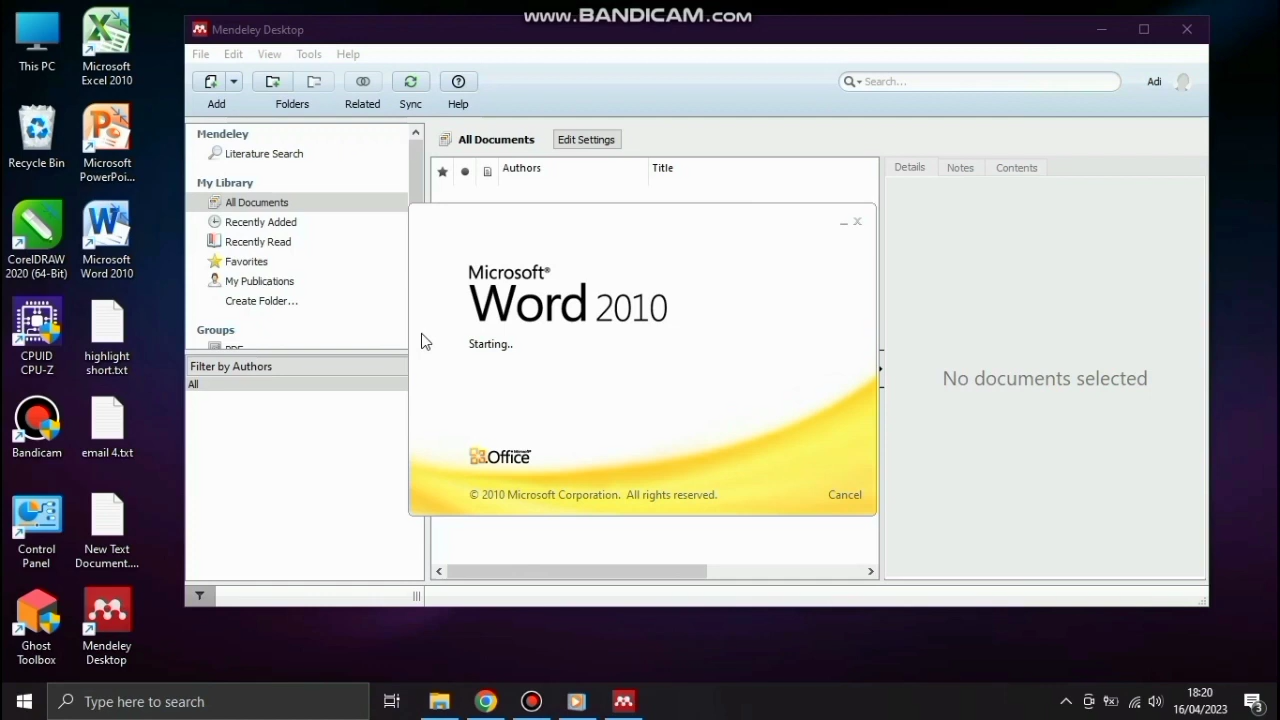 www.BANDICAM.com
This PC
Microsoft
Excel 2010
Recycle Bin
Microsoft
PowerPoi...
CorelDRAW
2020 (64-Bit)
Microsoft
Word 2010
CPUID
CPU-Z
highlight
short.txt
Bandicam
email 4.txt
Control
Panel
New Text
Document....
Ghost
Toolbox
Mendeley
Desktop
Mendeley Desktop
File Edit View Tools Help
Add Folders Related Sync Help
Search...
Adi
Mendeley
Literature Search
My Library
All Documents
Recently Added
Recently Read
Favorites
My Publications
Create Folder...
Groups
Filter by Authors
All
All Documents Edit Settings
Authors Title
Details Notes Contents
No documents selected
Microsoft®
Word 2010
Starting..
Microsoft®
Office
© 2010 Microsoft Corporation. All rights reserved.
Cancel
Type here to search
18:20
16/04/2023
3